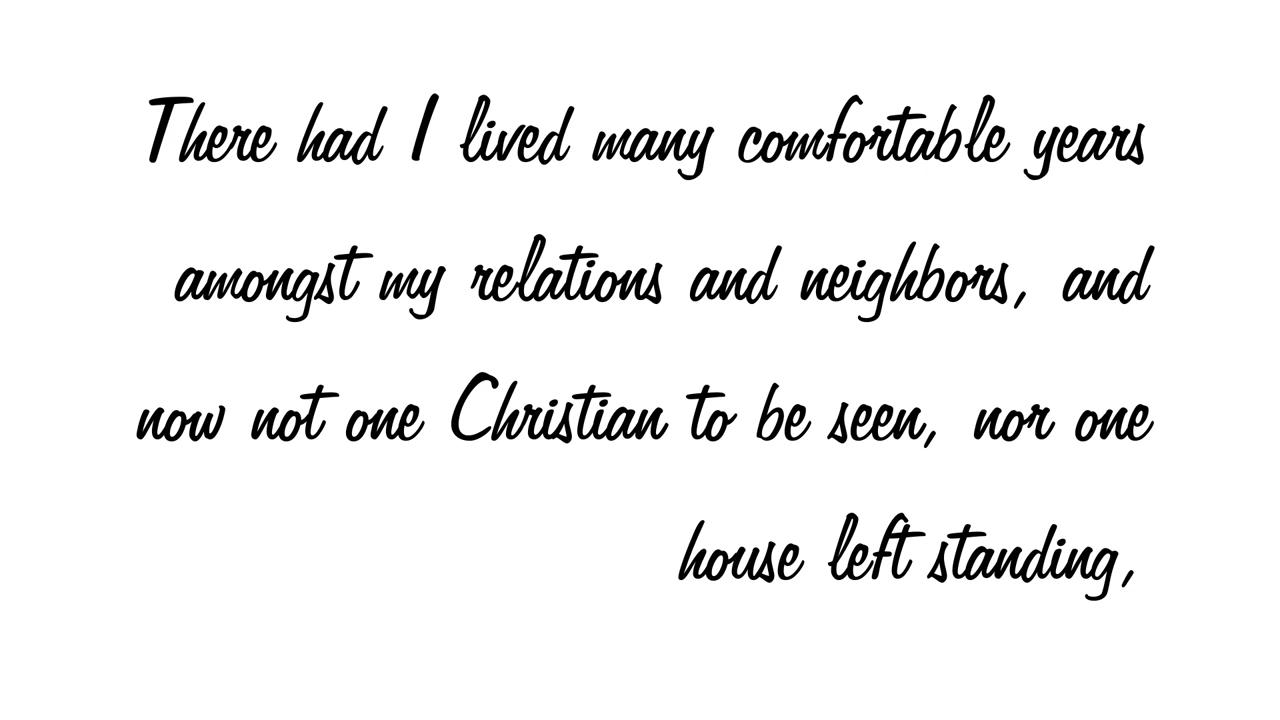 There had I lived many comfortable years
amongst my relations and neighbors, and
now not one Christian to be seen, nor one
house left standing,